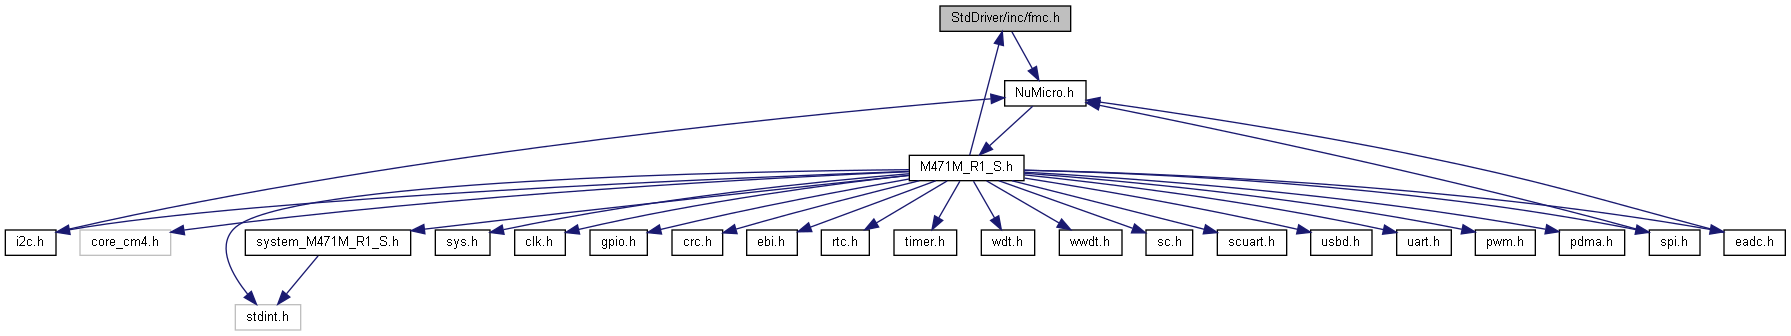 StdDriver/inc/fmc.h
NuMicro.h
M471M_R1_S.h
i2c.h
core_cm4.h
system_M471M_R1_S.h
sys.h
clk.h
gpio.h
crc.h
ebi.h
rtc.h
timer.h
wdt.h
wwdt.h
sc.h
scuart.h
usbd.h
uart.h
pwm.h
pdma.h
spi.h
eadc.h
stdint.h